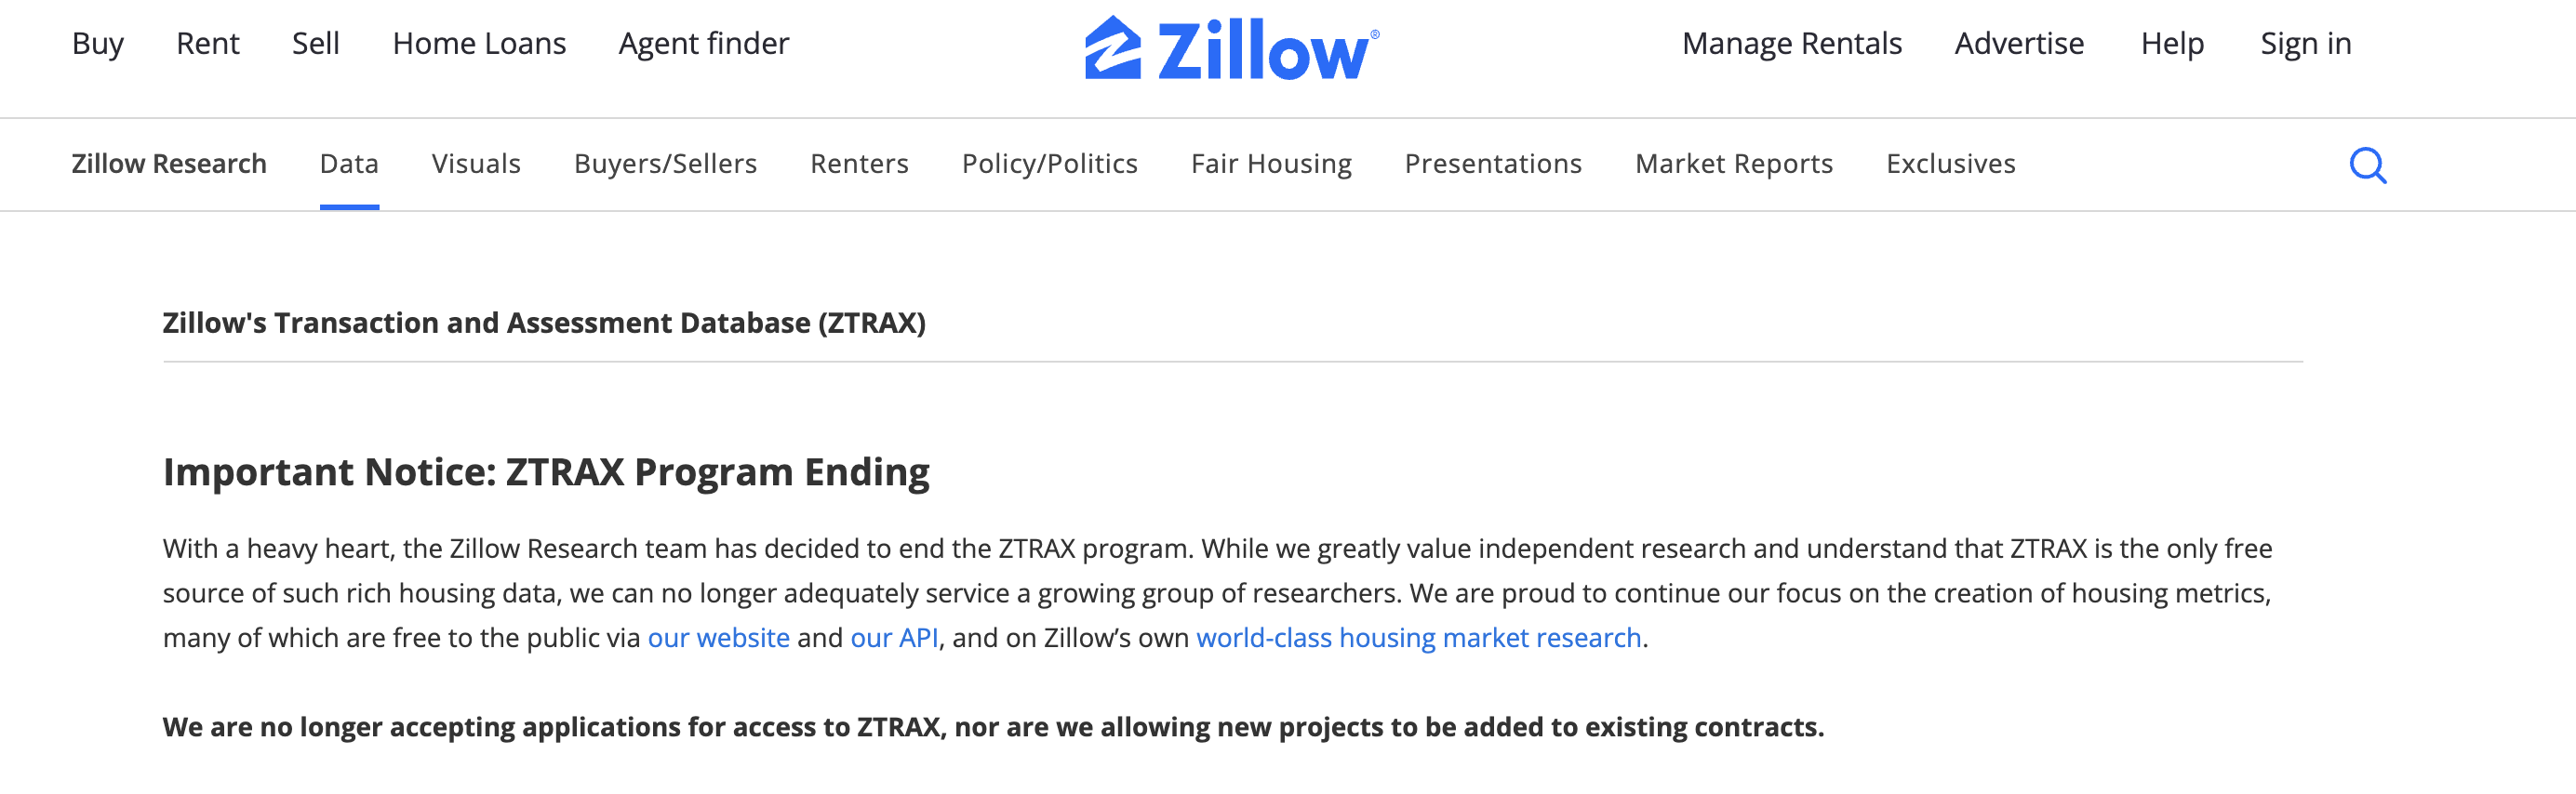 Buy Rent Sell Home Loans Agent finder Zillow® Manage Rentals Advertise Help Sign in
Zillow Research Data Visuals Buyers/Sellers Renters Policy/Politics Fair Housing Presentations Market Reports Exclusives
Zillow's Transaction and Assessment Database (ZTRAX)
Important Notice: ZTRAX Program Ending
With a heavy heart, the Zillow Research team has decided to end the ZTRAX program. While we greatly value independent research and understand that ZTRAX is the only free
source of such rich housing data, we can no longer adequately service a growing group of researchers. We are proud to continue our focus on the creation of housing metrics,
many of which are free to the public via our website and our API, and on Zillow’s own world-class housing market research.
We are no longer accepting applications for access to ZTRAX, nor are we allowing new projects to be added to existing contracts.